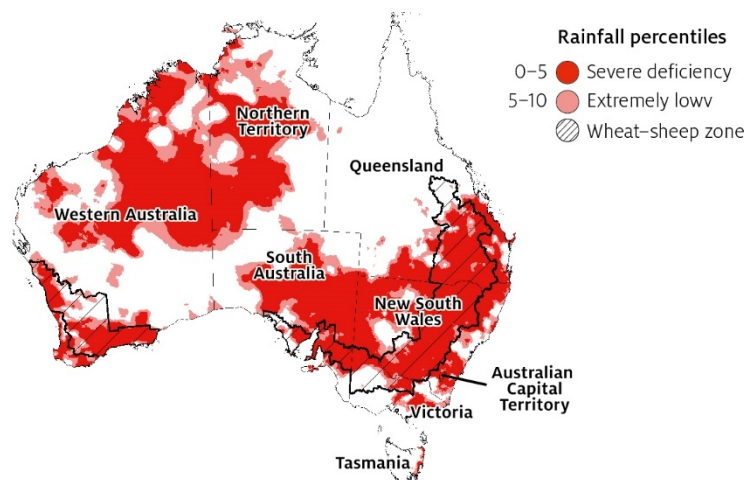 Rainfall percentiles
0–5 Severe deficiency
5–10 Extremely lowv
Wheat–sheep zone
Northern
Territory
Queensland
Western Australia
South
Australia
New South
Wales
Australian
Capital
Territory
Victoria
Tasmania